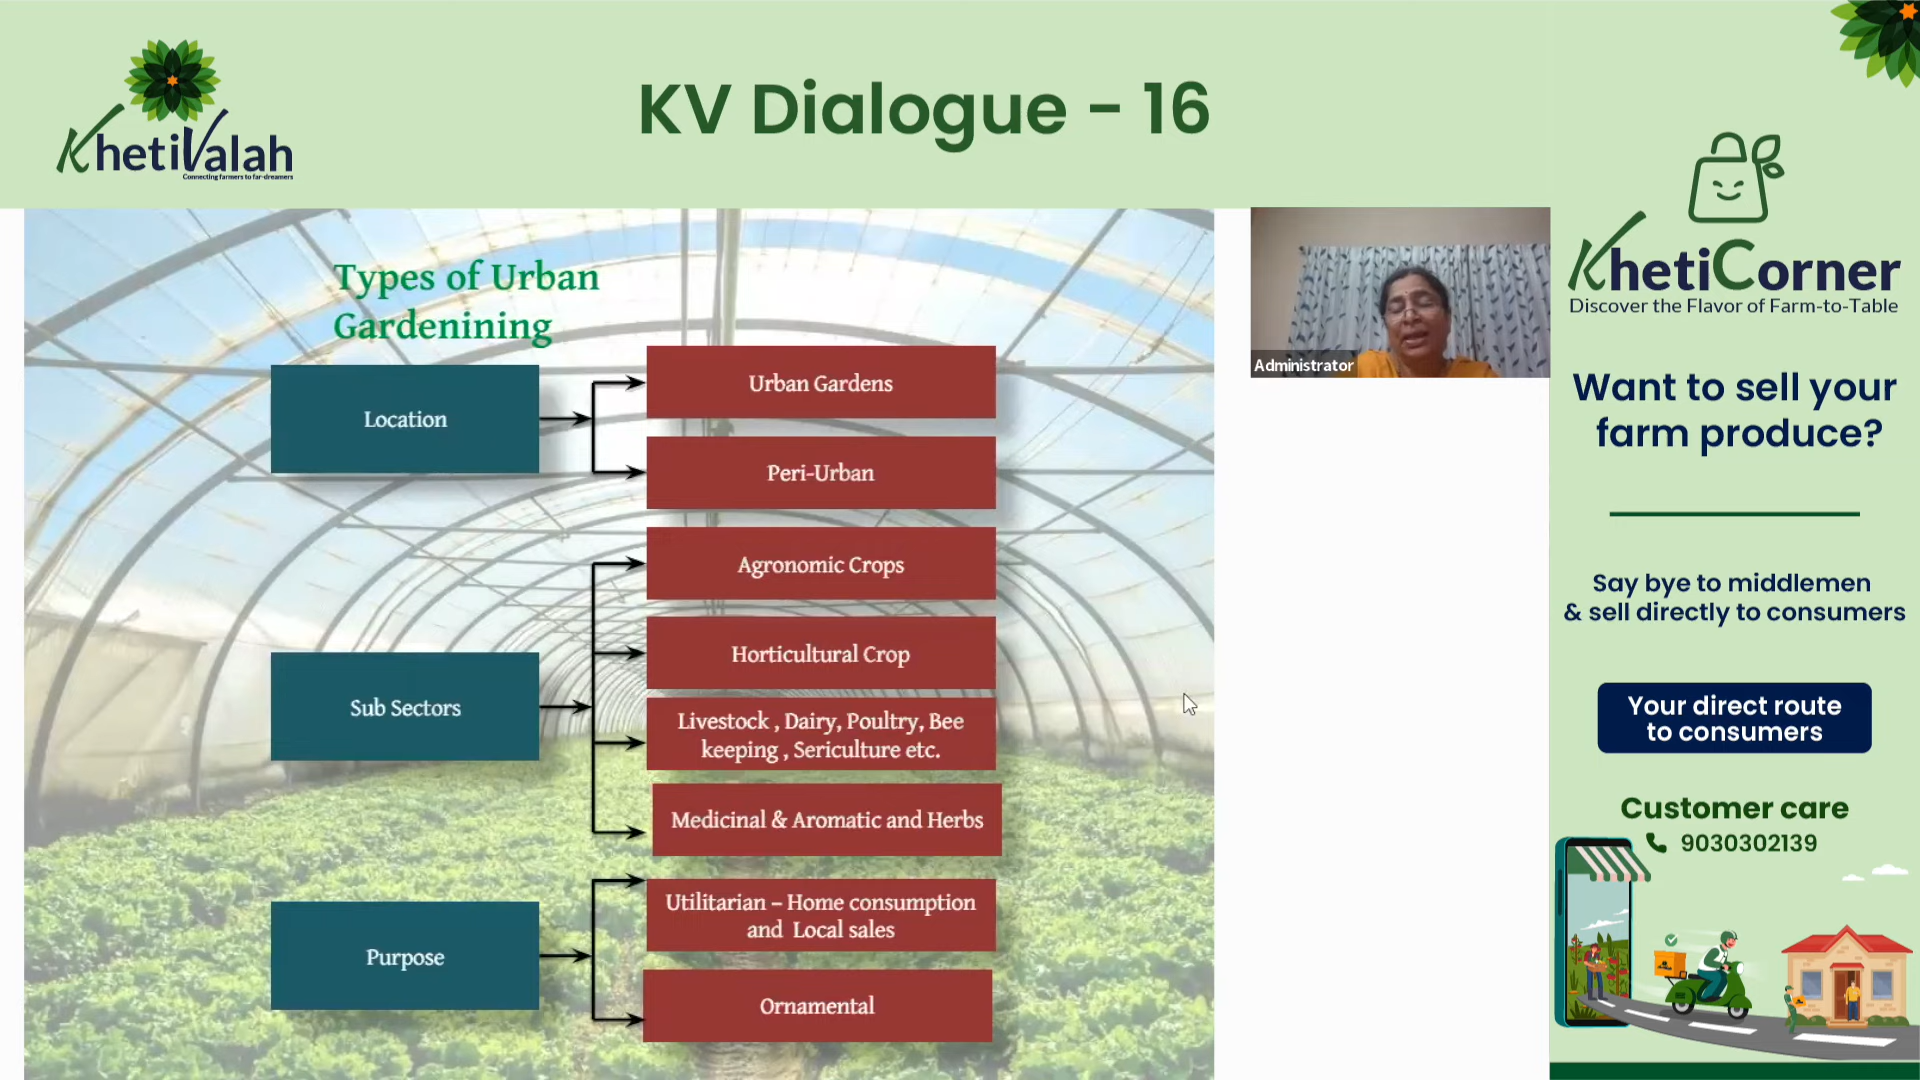 KhetiValah
Connecting farmers to far-dreamers
KV Dialogue - 16
Types of Urban
Gardenining
Location
Urban Gardens
Peri-Urban
Sub Sectors
Agronomic Crops
Horticultural Crop
Livestock , Dairy, Poultry, Bee
keeping , Sericulture etc.
Medicinal & Aromatic and Herbs
Purpose
Utilitarian – Home consumption
and Local sales
Ornamental
Administrator
KhetiCorner
Discover the Flavor of Farm-to-Table
Want to sell your
farm produce?
Say bye to middlemen
& sell directly to consumers
Your direct route
to consumers
Customer care
9030302139